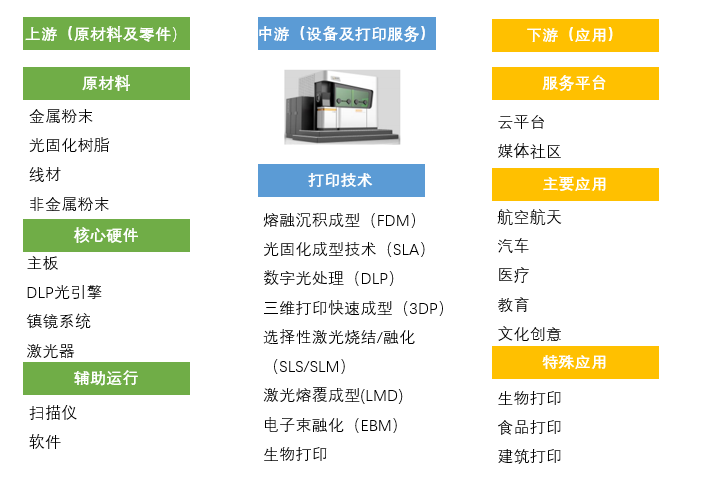 上游（原材料及零件）
原材料
金属粉末
光固化树脂
线材
非金属粉末
核心硬件
主板
DLP光引擎
镇镜系统
激光器
辅助运行
扫描仪
软件
中游（设备及打印服务）
打印技术
熔融沉积成型（FDM）
光固化成型技术（SLA）
数字光处理（DLP）
三维打印快速成型（3DP）
选择性激光烧结/融化
（SLS/SLM）
激光熔覆成型(LMD)
电子束融化（EBM）
生物打印
下游（应用）
服务平台
云平台
媒体社区
主要应用
航空航天
汽车
医疗
教育
文化创意
特殊应用
生物打印
食品打印
建筑打印